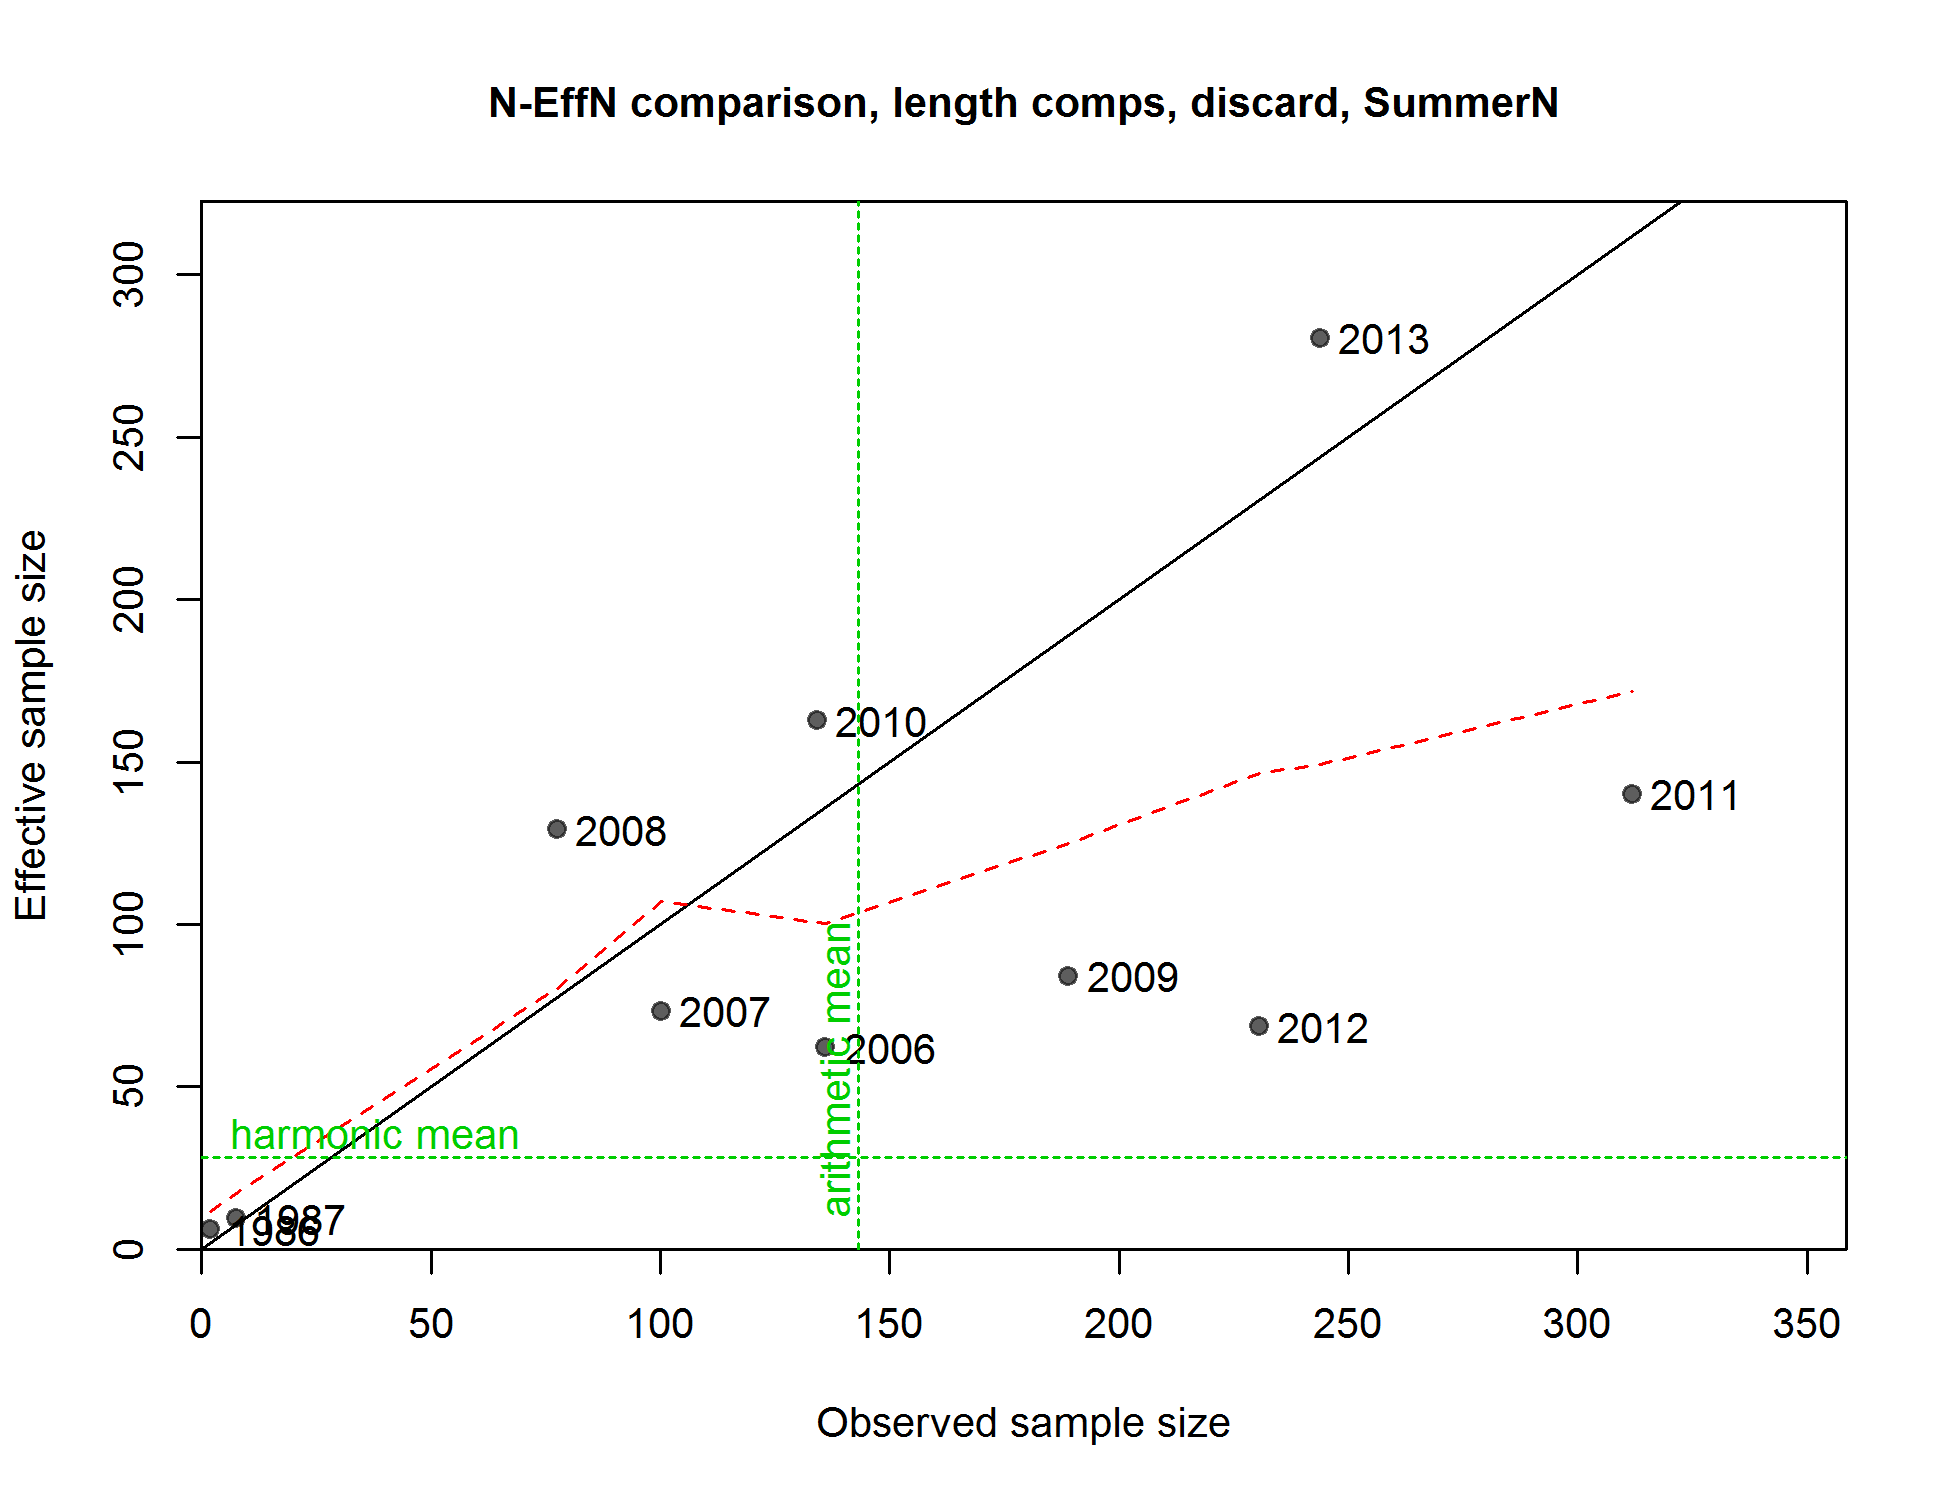 N-EffN comparison, length comps, discard, SummerN
Effective sample size
300
250
200
150
100
50
0
2013
2010
2008
2011
2009
2007
2012
2006
arithmetic mean
harmonic mean
1987
1986
0 50 100 150 200 250 300 350
Observed sample size